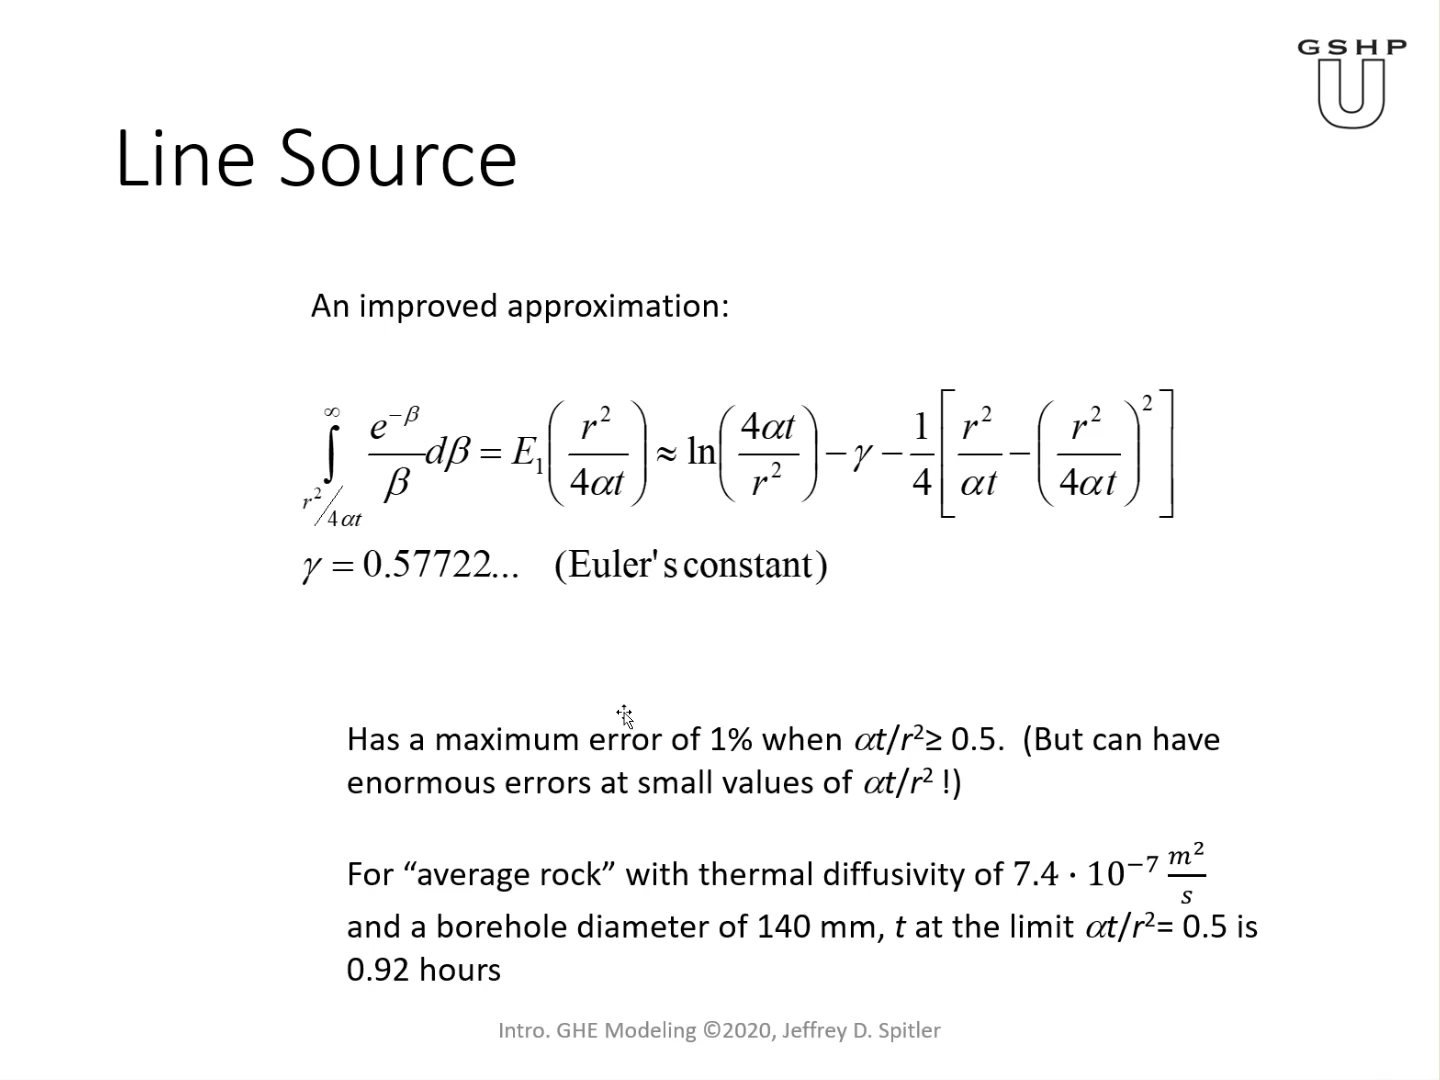 GSHP
U
Line Source
An improved approximation:
∫_{r²/4αt}^{∞} e^{−β}/β dβ = E₁(r²/4αt) ≈ ln(4αt/r²) − γ − 1/4[r²/αt − (r²/4αt)²]
γ = 0.57722... (Euler's constant)
Has a maximum error of 1% when αt/r²≥ 0.5. (But can have
enormous errors at small values of αt/r² !)
For “average rock” with thermal diffusivity of 7.4 · 10⁻⁷ m²/s
and a borehole diameter of 140 mm, t at the limit αt/r²= 0.5 is
0.92 hours
Intro. GHE Modeling ©2020, Jeffrey D. Spitler